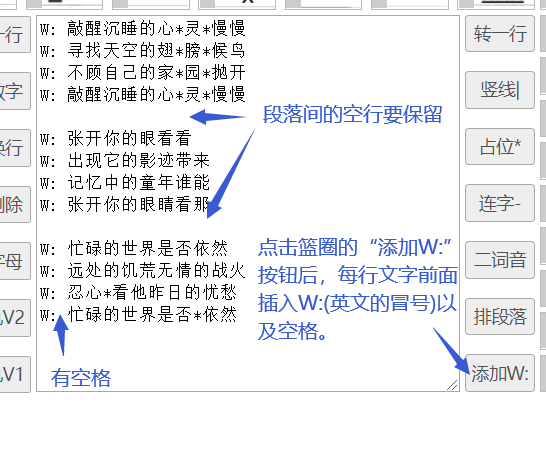 一行
数字
换行
删除
字母
V2
V1
W: 敲醒沉睡的心*灵*慢慢
W: 寻找天空的翅*膀*候鸟
W: 不顾自己的家*园*抛开
W: 敲醒沉睡的心*灵*慢慢
段落间的空行要保留
W: 张开你的眼看看
W: 出现它的影迹带来
W: 记忆中的童年谁能
W: 张开你的眼睛看那
W: 忙碌的世界是否依然
W: 远处的饥荒无情的战火
W: 忍心*看他昨日的忧愁
W: 忙碌的世界是否*依然
点击篮圈的“添加W:”
按钮后，每行文字前面
插入W:(英文的冒号)以
及空格。
有空格
转一行
竖线|
占位*
连字-
二词音
排段落
添加W: